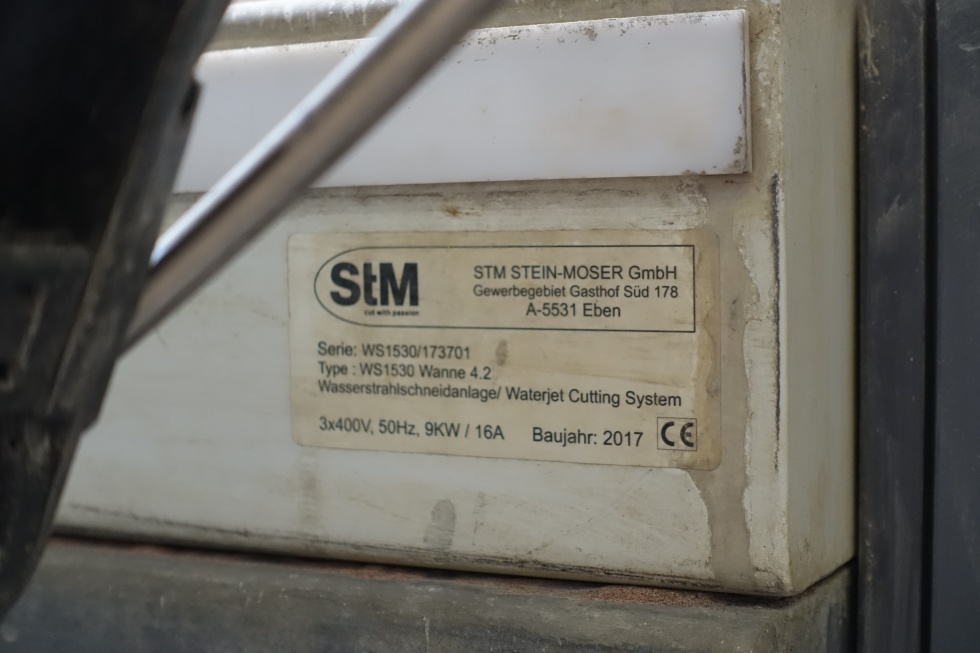 StM
cut with passion
STM STEIN-MOSER GmbH
Gewerbegebiet Gasthof Süd 178
A-5531 Eben
Serie: WS1530/173701
Type : WS1530 Wanne 4.2
Wasserstrahlschneidanlage/ Waterjet Cutting System
3x400V, 50Hz, 9KW / 16A Baujahr: 2017 CE